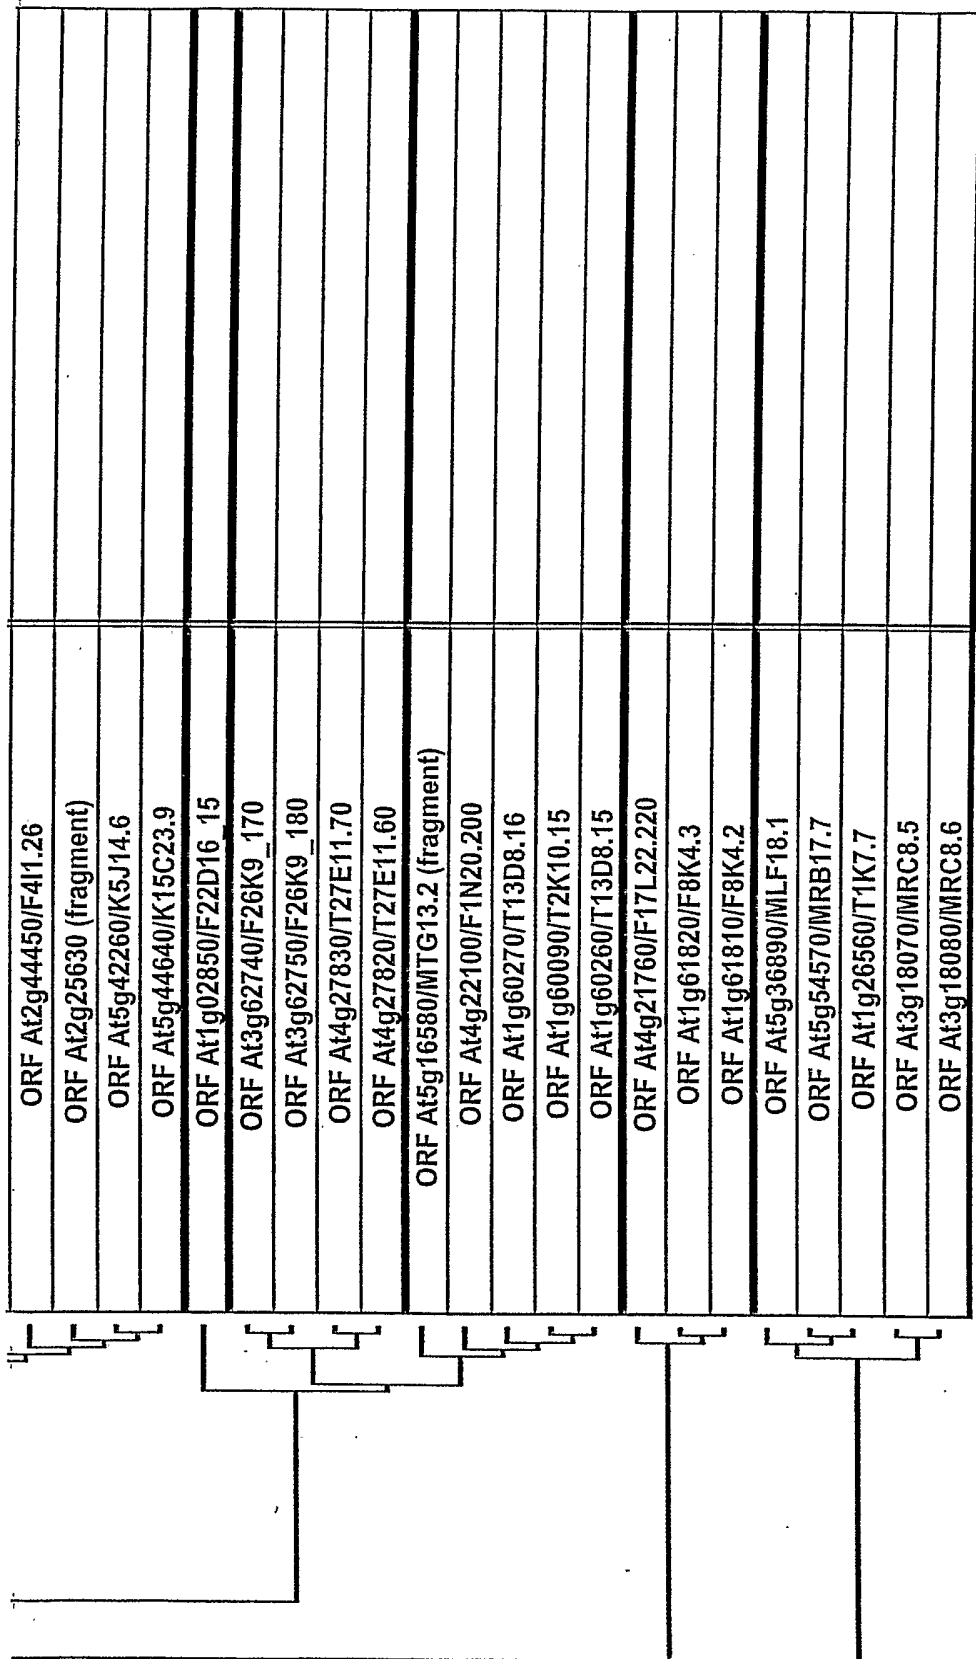 ORF At2g44450/F4I1.26
ORF At2g25630 (fragment)
ORF At5g42260/K5J14.6
ORF At5g44640/K15C23.9
ORF At1g02850/F22D16_15
ORF At3g62740/F26K9_170
ORF At3g62750/F26K9_180
ORF At4g27830/T27E11.70
ORF At4g27820/T27E11.60
ORF At5g16580/MTG13.2 (fragment)
ORF At4g22100/F1N20.200
ORF At1g60270/T13D8.16
ORF At1g60090/T2K10.15
ORF At1g60260/T13D8.15
ORF At4g21760/F17L22.220
ORF At1g61820/F8K4.3
ORF At1g61810/F8K4.2
ORF At5g36890/MLF18.1
ORF At5g54570/MRB17.7
ORF At1g26560/T1K7.7
ORF At3g18070/MRC8.5
ORF At3g18080/MRC8.6